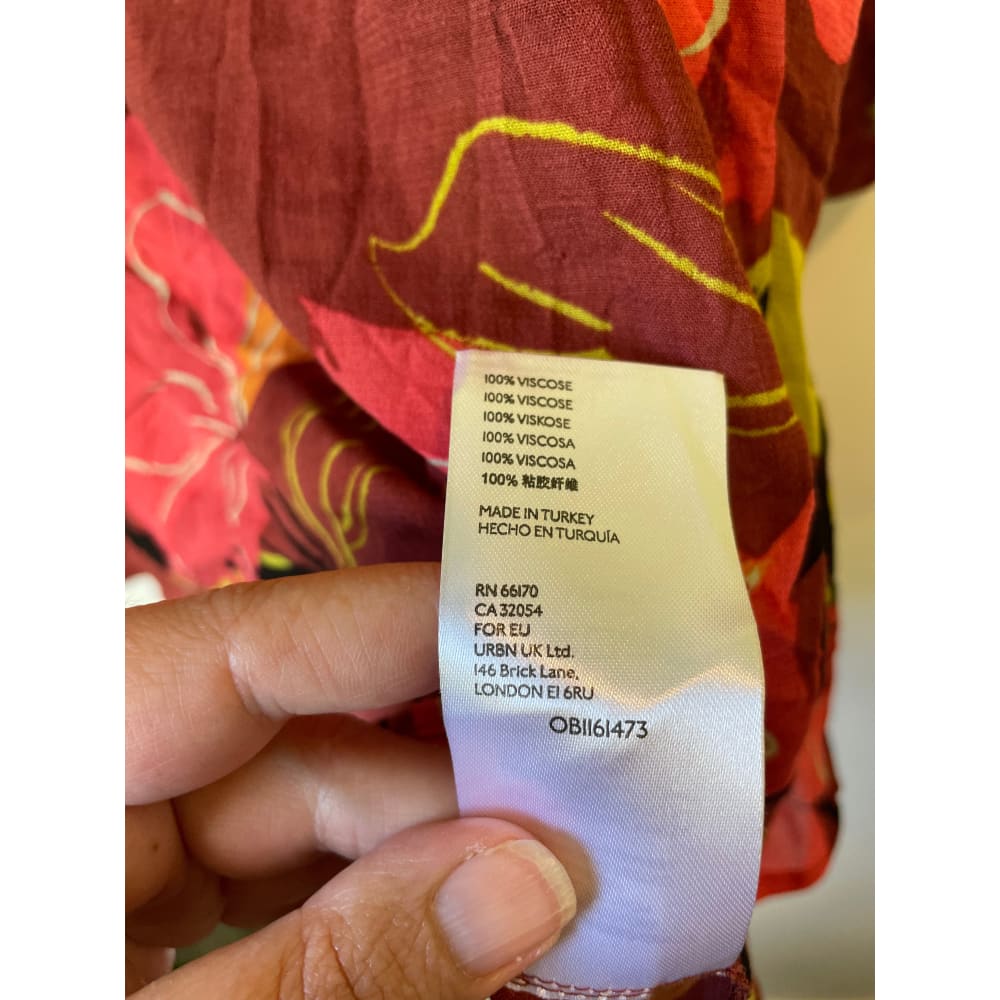 100% VISCOSE
100% VISCOSE
100% VISKOSE
100% VISCOSA
100% VISCOSA
100% 粘胶纤维
MADE IN TURKEY
HECHO EN TURQUÍA
RN 66170
CA 32054
FOR EU
URBN UK Ltd.
146 Brick Lane,
LONDON E1 6RU
OB1161473